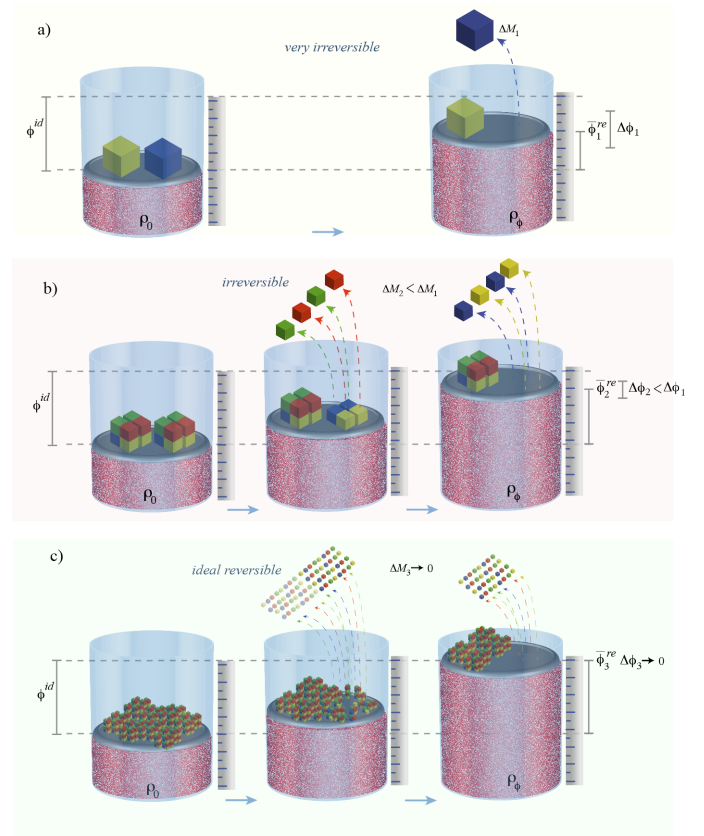 a)
very irreversible
ΔM₁
ϕⁱᵈ
ϕ̅₁ʳᵉ Δϕ₁
ρ₀
ρᵩ
b)
irreversible
ΔM₂ < ΔM₁
ϕⁱᵈ
ϕ̅₂ʳᵉ Δϕ₂ < Δϕ₁
ρ₀
ρᵩ
c)
ideal reversible
ΔM₃→ 0
ϕⁱᵈ
ϕ̅₃ʳᵉ Δϕ₃→ 0
ρ₀
ρᵩ